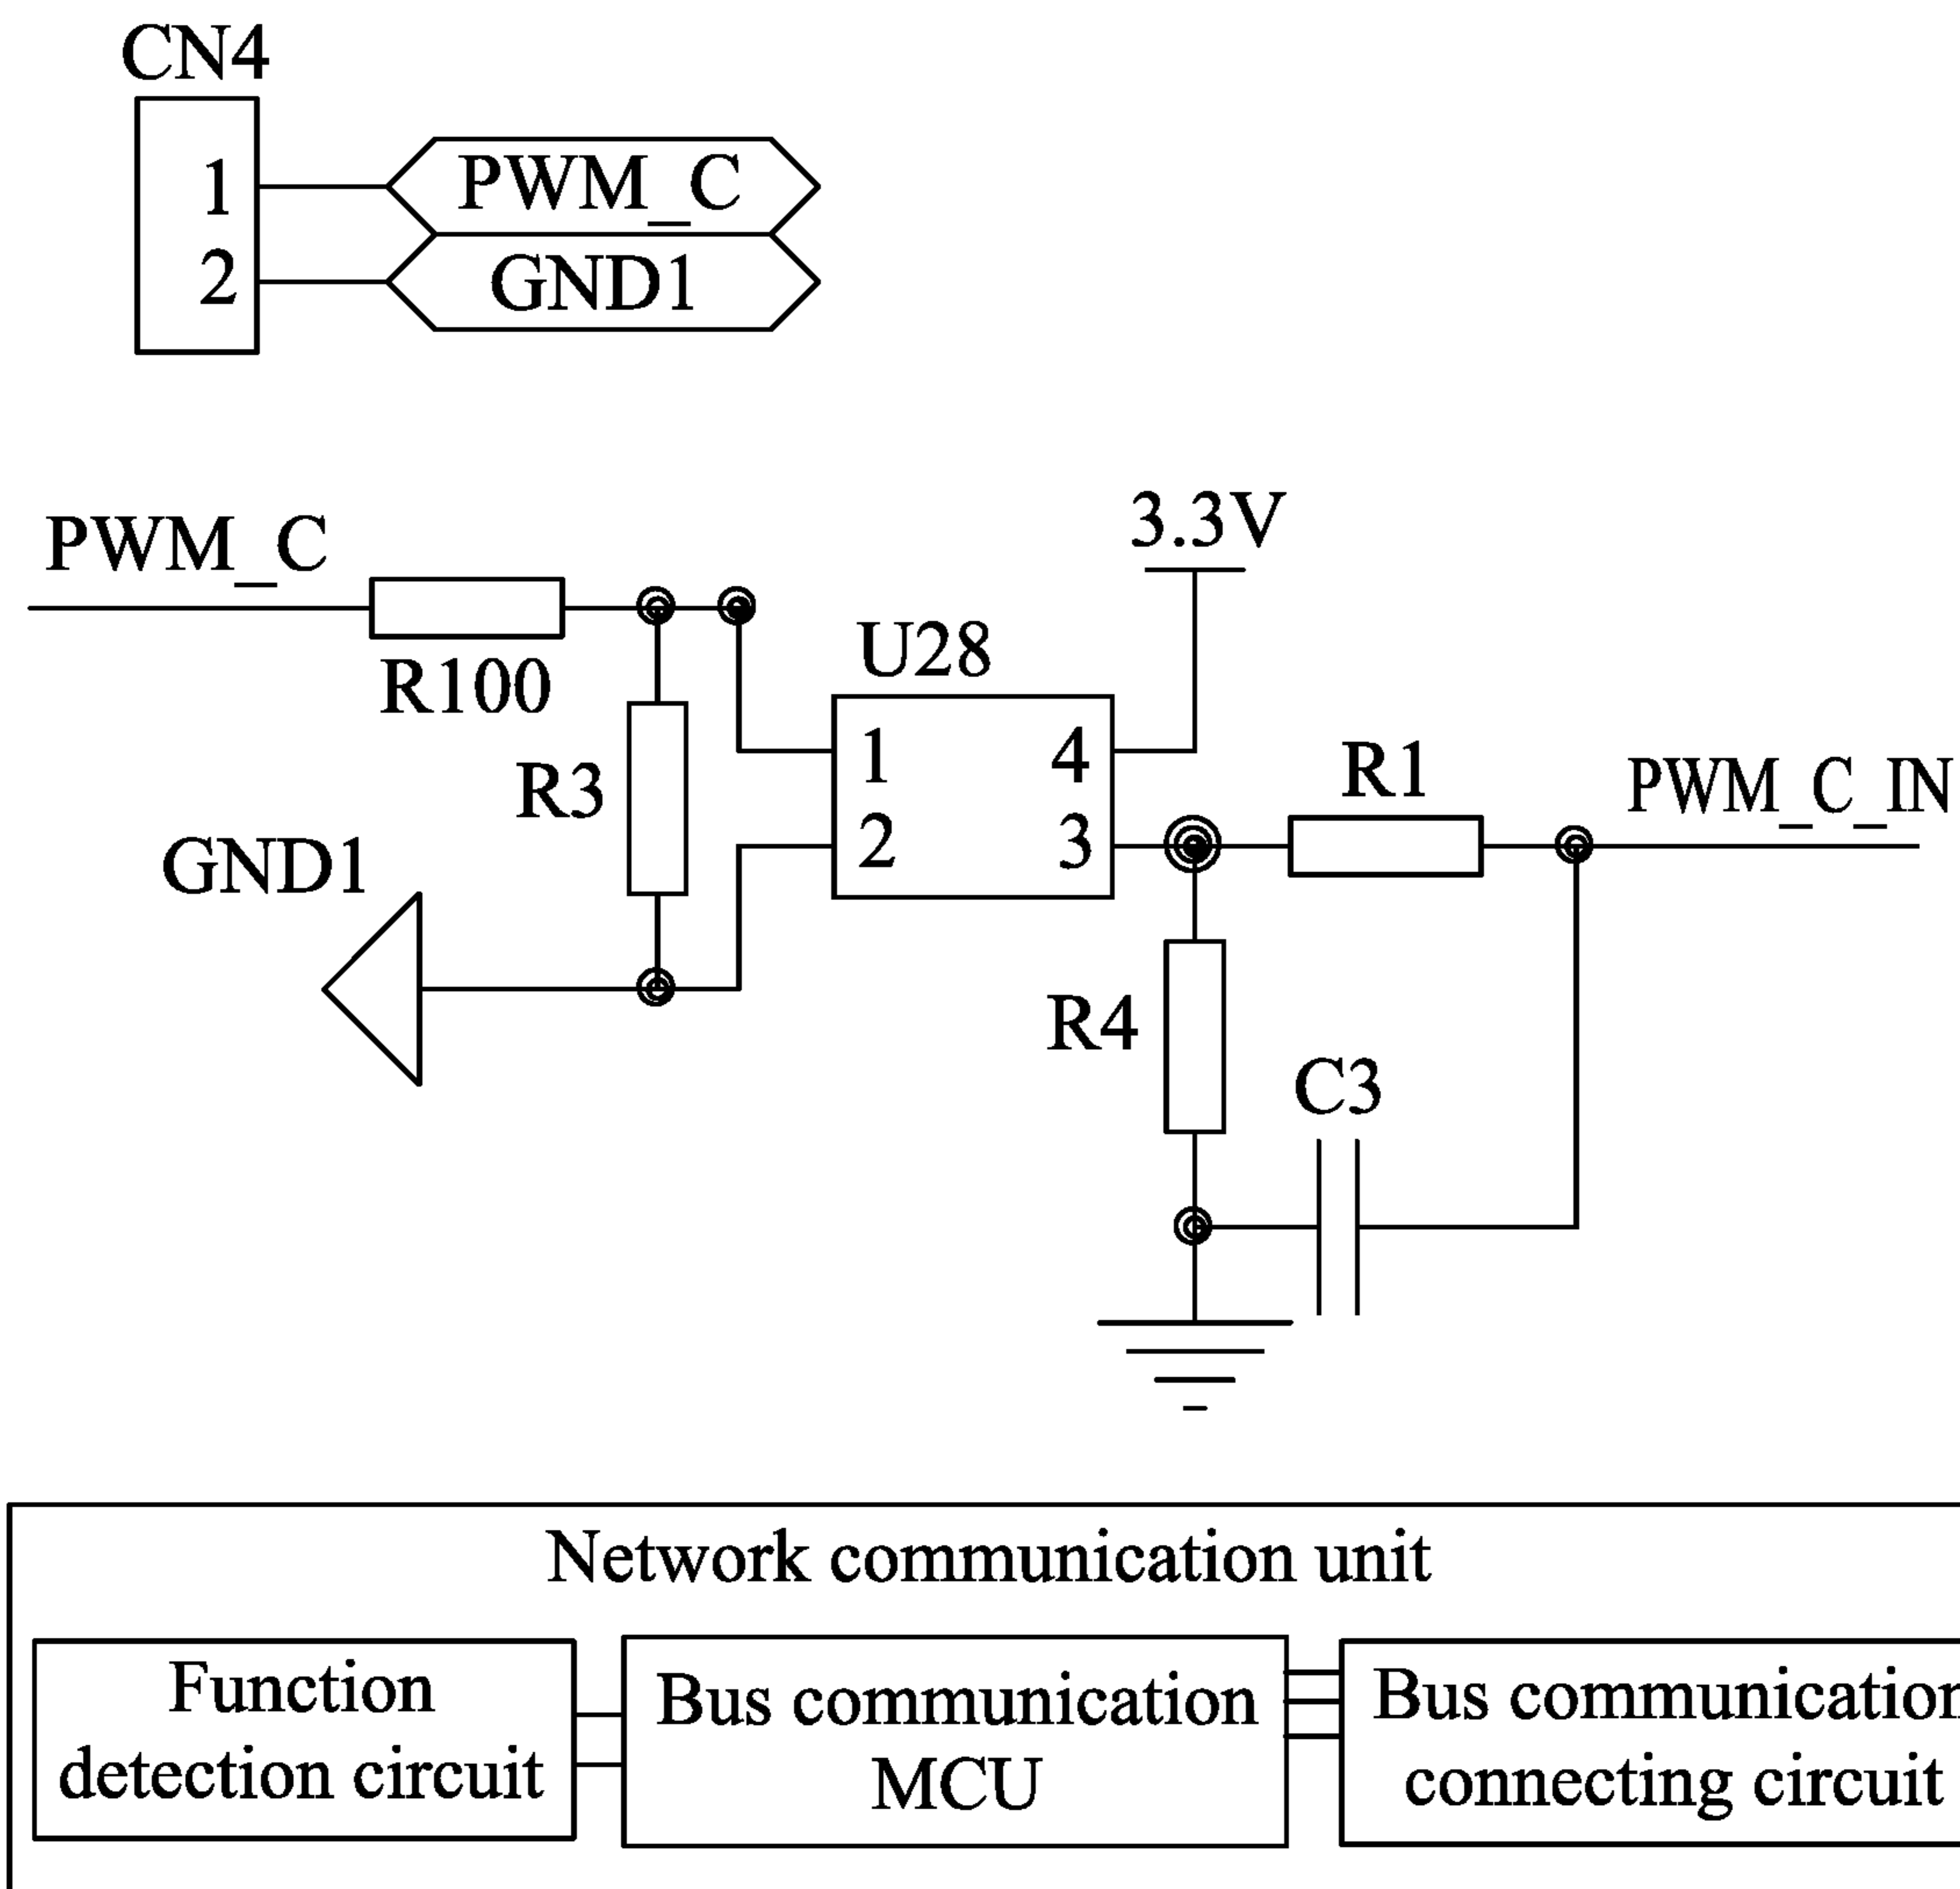 CN4
1
PWM_C
2
GND1
PWM_C
R100
3.3V
U28
R3
1
4
2
3
R1
PWM_C_IN
GND1
R4
C3
Network communication unit
Function
detection circuit
Bus communication
MCU
Bus communication
connecting circuit